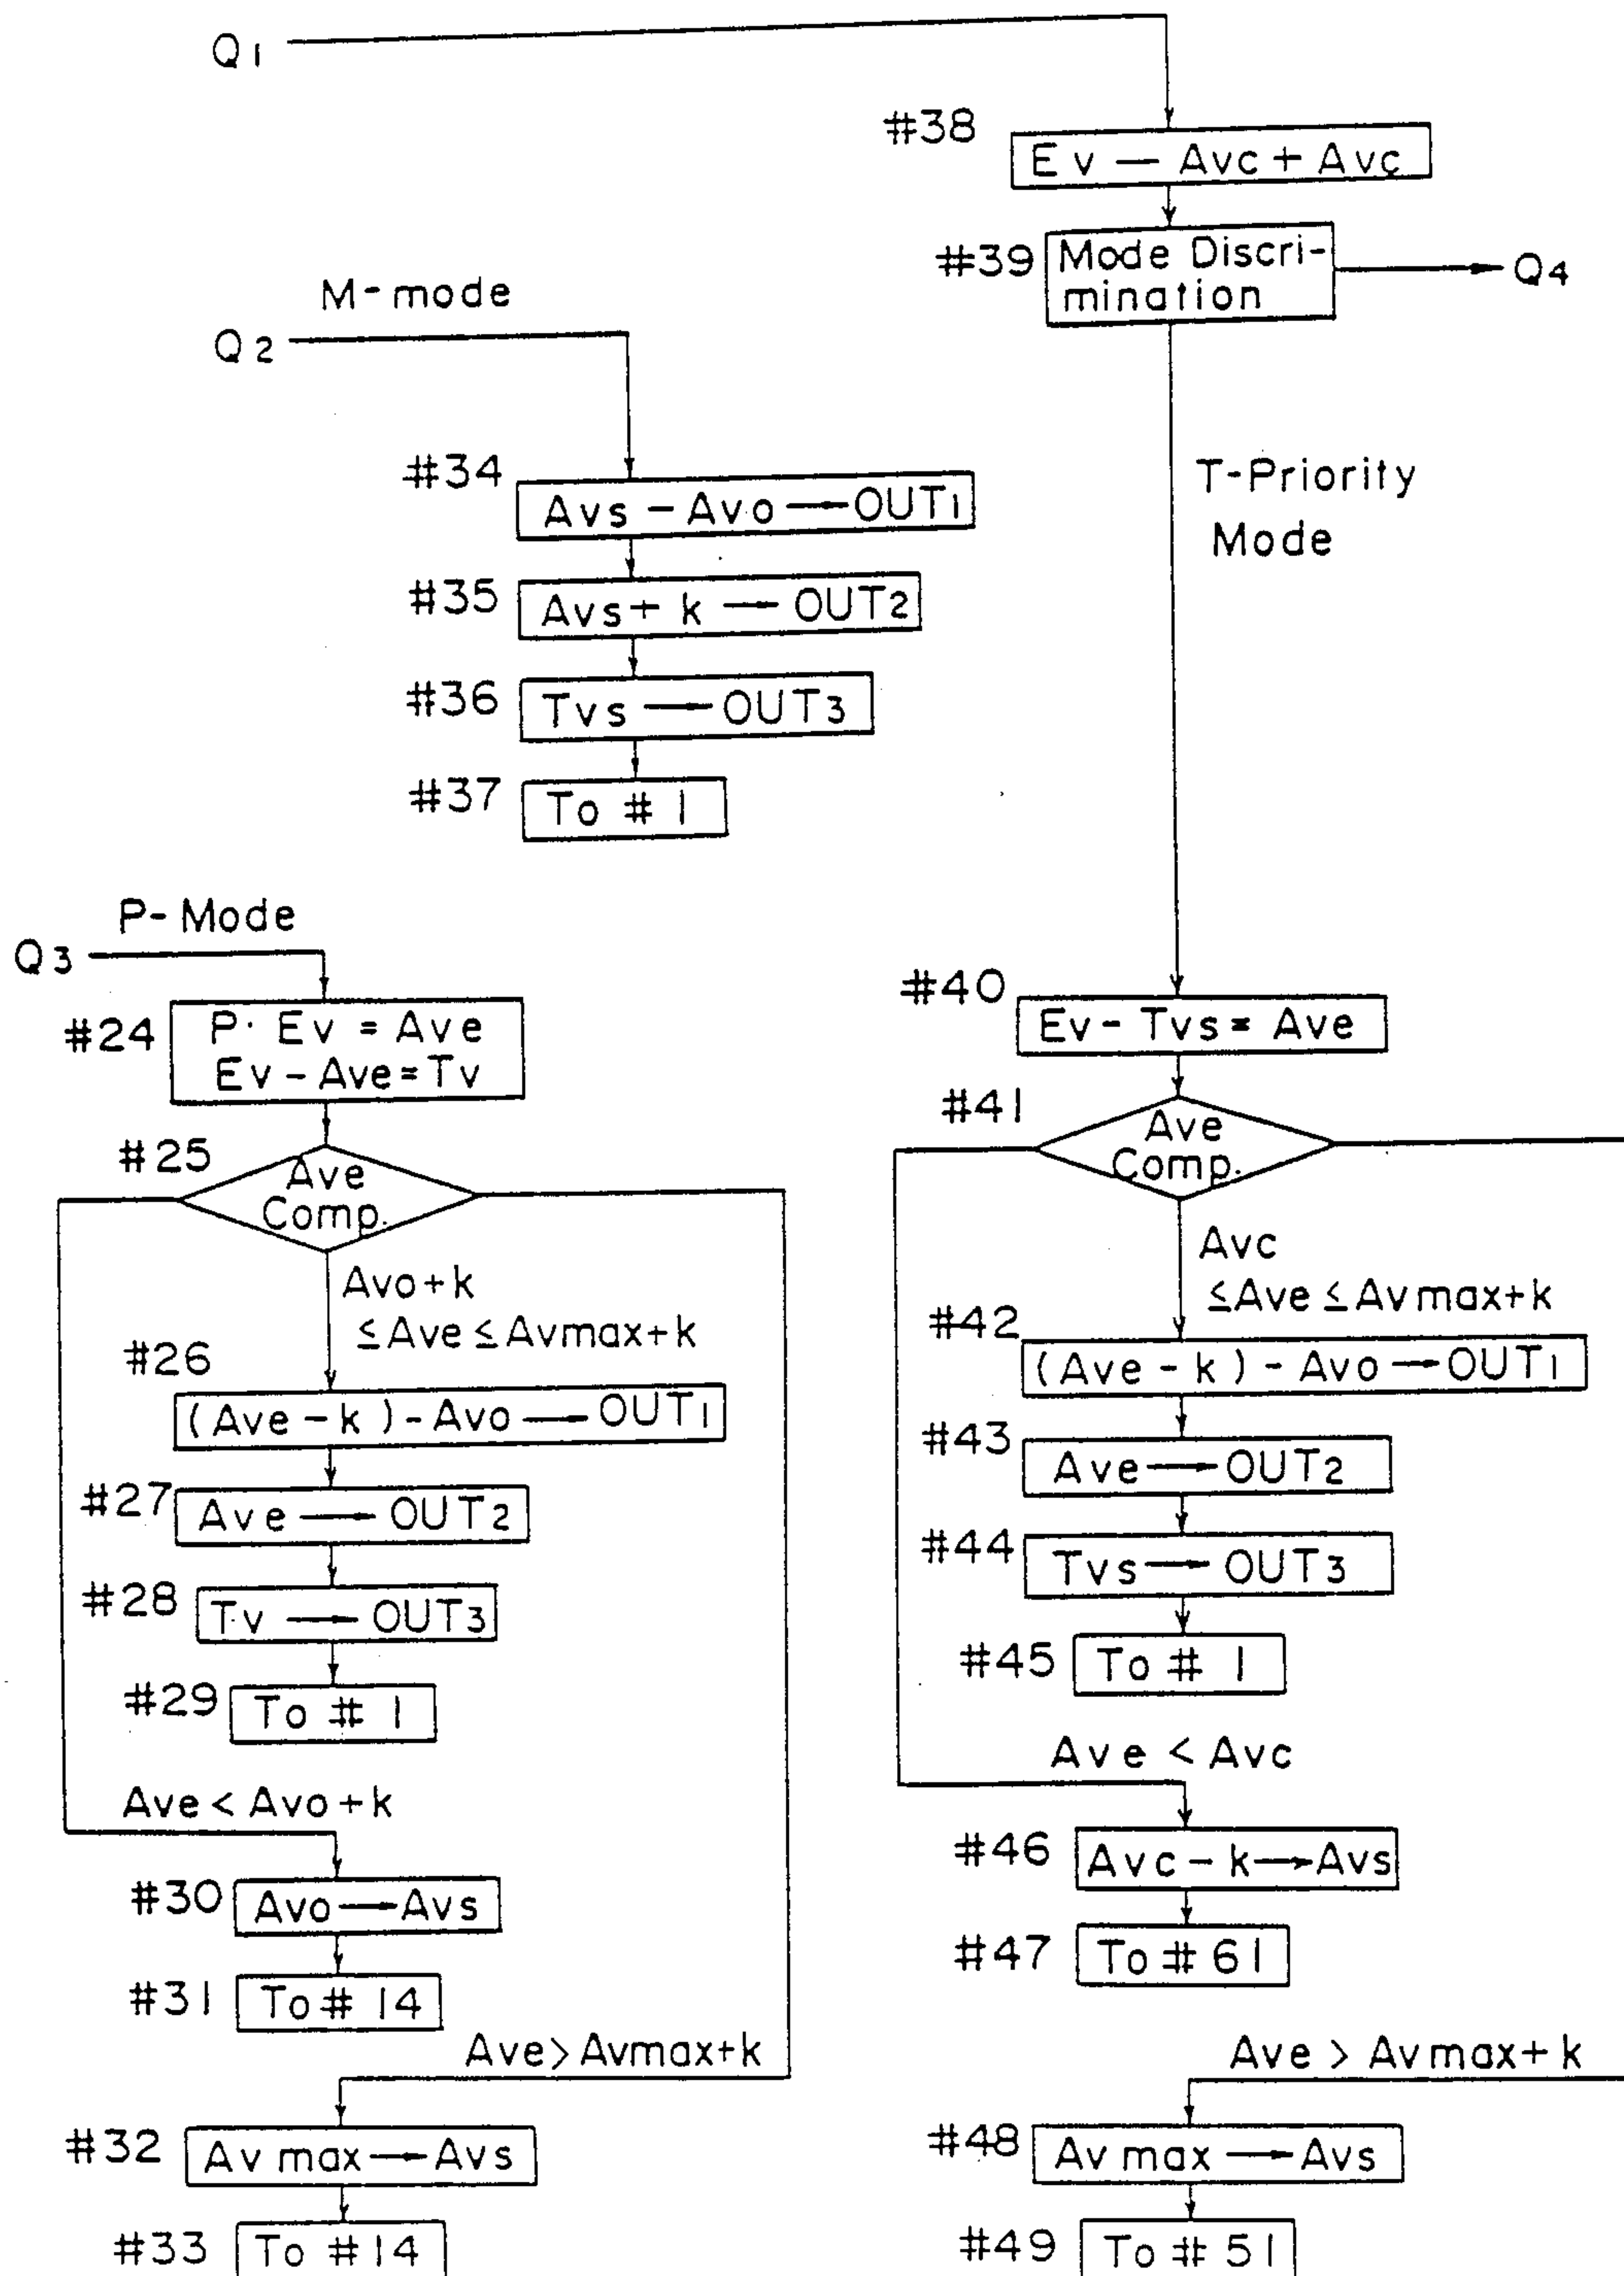 Q1
#38
Ev — Avc + Avç
#39
Mode Discri-
mination
Q4
M-mode
Q2
#34
Avs - Avo → OUT1
T-Priority
Mode
#35
Avs + k → OUT2
#36
Tvs → OUT3
#37
To # 1
P-Mode
Q3
#24
P· Ev = Ave
Ev - Ave = Tv
#25
Ave
Comp.
Avo+k
≤Ave ≤ Avmax+k
#26
(Ave - k ) - Avo → OUT1
#27
Ave → OUT2
#28
Tv → OUT3
#29
To # 1
Ave < Avo + k
#30
Avo → Avs
#31
To # 14
Ave > Avmax+k
#32
Av max → Avs
#33
To # 14
#40
Ev - Tvs = Ave
#41
Ave
Comp.
Avc
≤Ave ≤ Avmax+k
#42
(Ave - k ) - Avo → OUT1
#43
Ave → OUT2
#44
Tvs → OUT3
#45
To # 1
Ave < Avc
#46
Avc - k → Avs
#47
To # 61
Ave > Avmax+k
#48
Av max → Avs
#49
To # 51